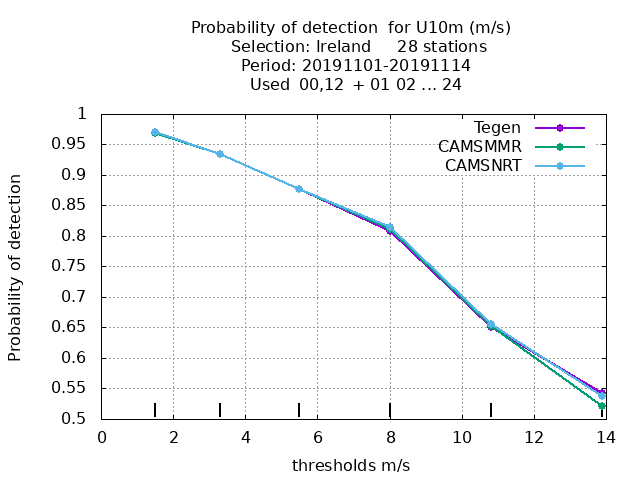 Probability of detection  for U10m (m/s)
Selection: Ireland     28 stations
Period: 20191101-20191114
Used  00,12  + 01 02 ... 24
Tegen
CAMSMMR
CAMSNRT
1
0.95
0.9
0.85
0.8
0.75
0.7
0.65
0.6
0.55
0.5
Probability of detection
0 2 4 6 8 10 12 14
thresholds m/s